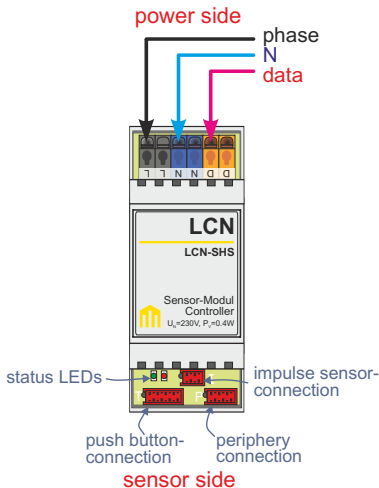 power side
phase
N
data
L L N N D D
LCN
LCN-SHS
Sensor-Modul
Controller
Uₙ=230V, Pᵥ=0.4W
status LEDs
I
impulse sensor-
connection
T
P
push button-
connection
periphery
connection
sensor side